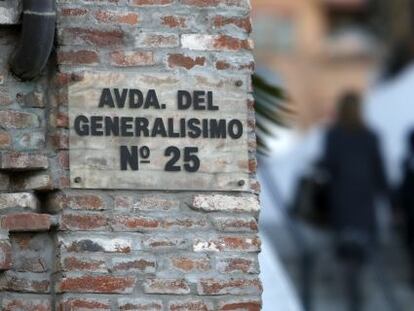 AVDA. DEL
GENERALISIMO
Nº 25